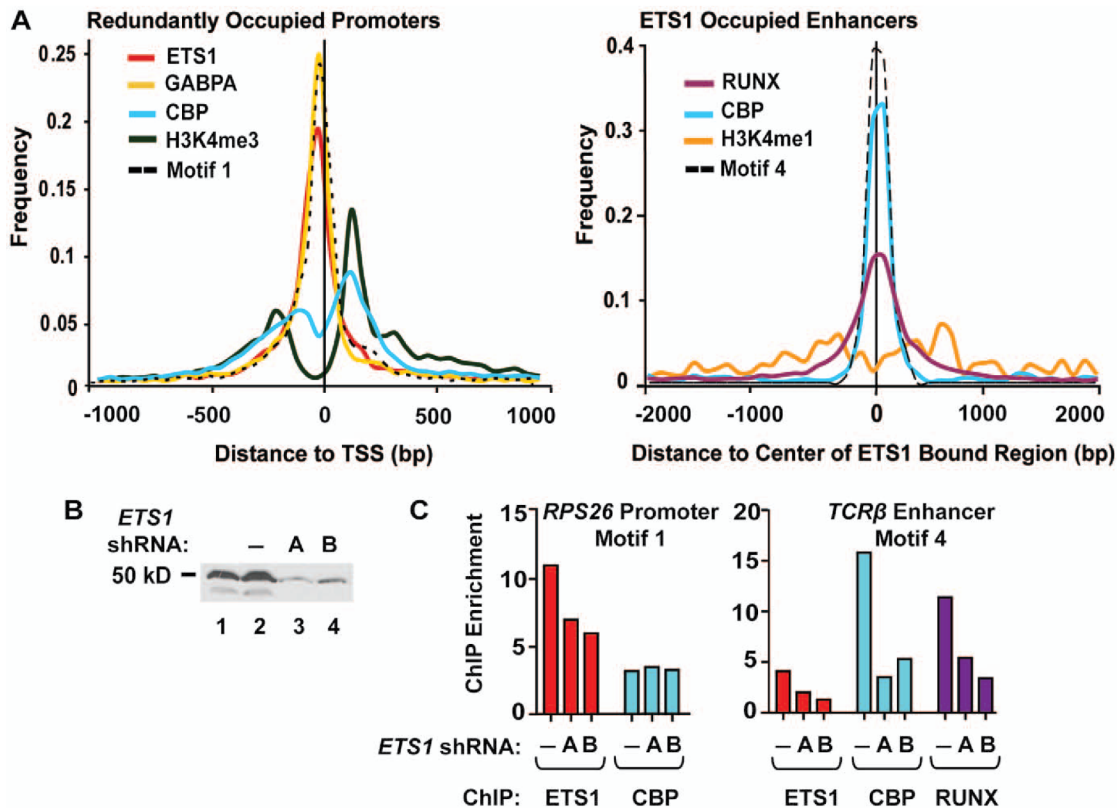 A
Redundantly Occupied Promoters
ETS1
GABPA
CBP
H3K4me3
Motif 1
Frequency
0.25
0.2
0.15
0.1
0.05
0
-1000
-500
0
500
1000
Distance to TSS (bp)
ETS1 Occupied Enhancers
RUNX
CBP
H3K4me1
Motif 4
Frequency
0.4
0.3
0.2
0.1
0
-2000
-1000
0
1000
2000
Distance to Center of ETS1 Bound Region (bp)
B
ETS1
shRNA: – A B
50 kD
1 2 3 4
C
RPS26 Promoter
Motif 1
ChIP Enrichment
15
10
5
0
TCRβ Enhancer
Motif 4
20
15
10
5
0
ETS1 shRNA: – A B – A B – A B – A B – A B
ChIP: ETS1 CBP ETS1 CBP RUNX